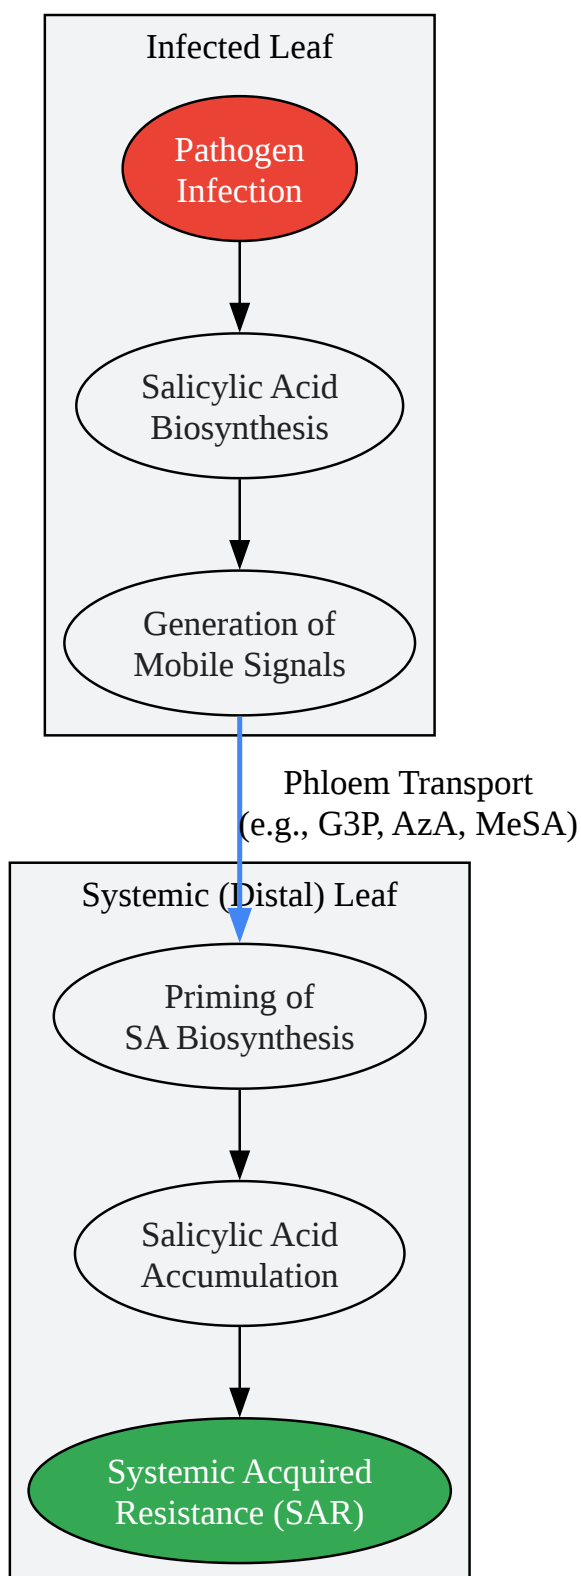 Infected Leaf
Pathogen
Infection
Salicylic Acid
Biosynthesis
Generation of
Mobile Signals
Phloem Transport
(e.g., G3P, AzA, MeSA)
Systemic (Distal) Leaf
Priming of
SA Biosynthesis
Salicylic Acid
Accumulation
Systemic Acquired
Resistance (SAR)